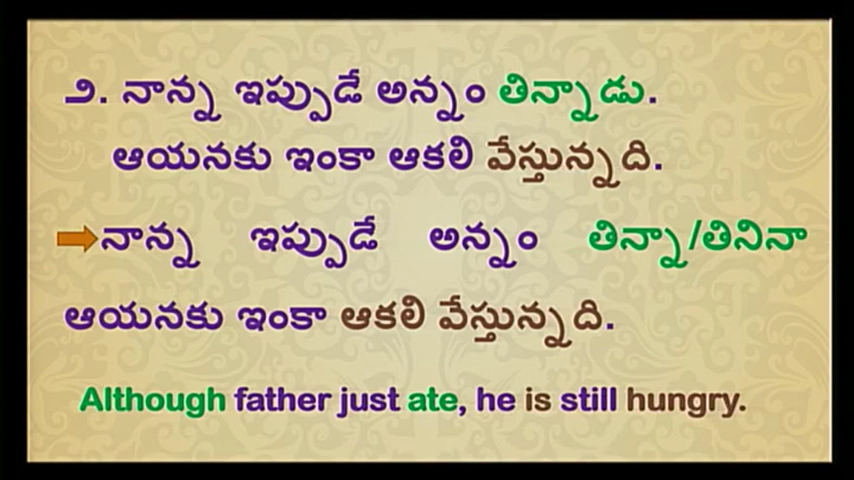 ౨. నాన్న ఇప్పుడే అన్నం తిన్నాడు.
ఆయనకు ఇంకా ఆకలి వేస్తున్నది.
నాన్న ఇప్పుడే అన్నం తిన్నా/తినినా
ఆయనకు ఇంకా ఆకలి వేస్తున్నది.
Although father just ate, he is still hungry.